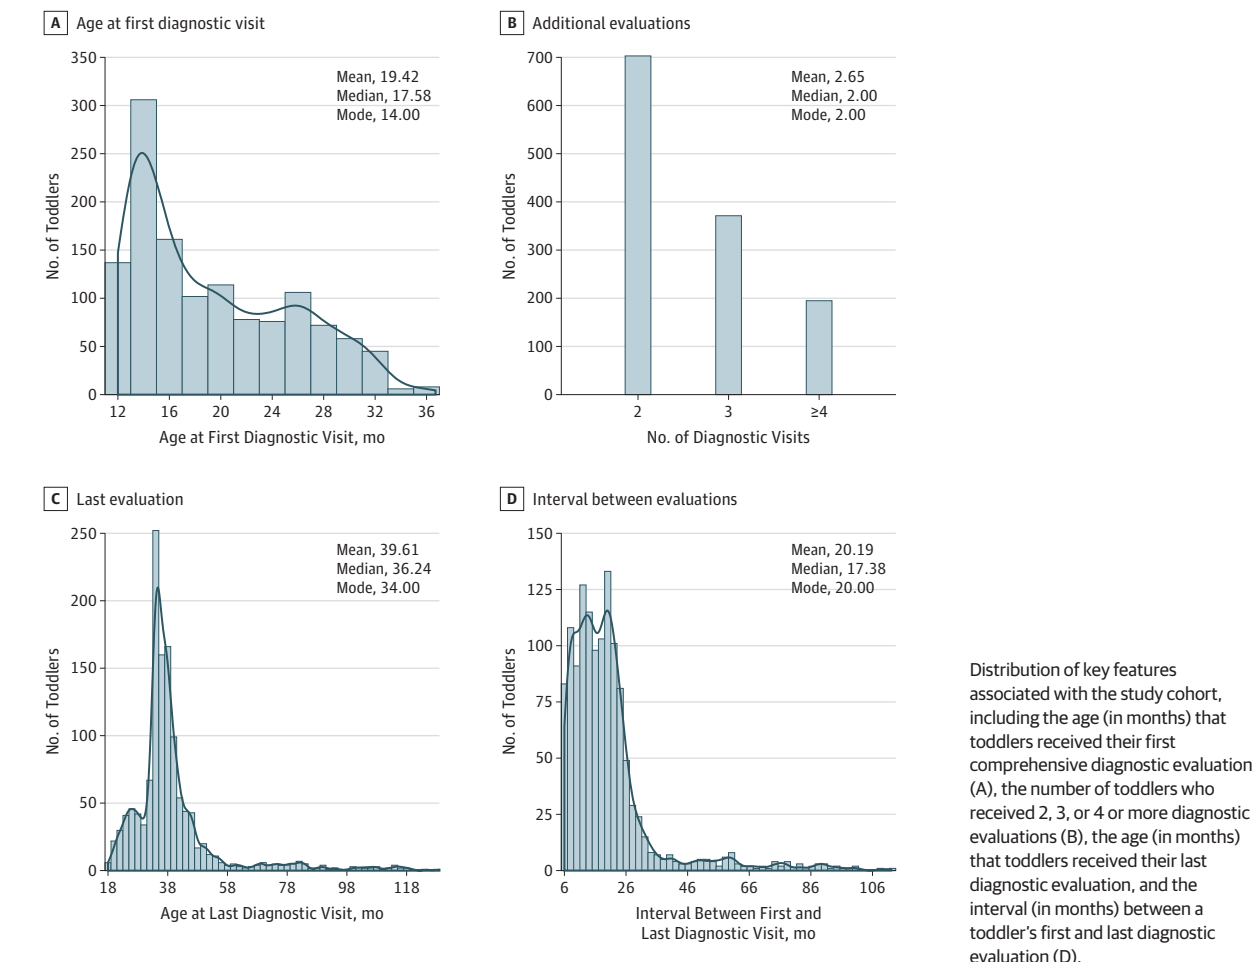 A Age at first diagnostic visit
350
300
250
200
150
100
50
0
No. of Toddlers
Mean, 19.42
Median, 17.58
Mode, 14.00
12 16 20 24 28 32 36
Age at First Diagnostic Visit, mo
B Additional evaluations
700
600
500
400
300
200
100
0
No. of Toddlers
Mean, 2.65
Median, 2.00
Mode, 2.00
2 3 ≥4
No. of Diagnostic Visits
C Last evaluation
250
200
150
100
50
0
No. of Toddlers
Mean, 39.61
Median, 36.24
Mode, 34.00
18 38 58 78 98 118
Age at Last Diagnostic Visit, mo
D Interval between evaluations
150
125
100
75
50
25
0
No. of Toddlers
Mean, 20.19
Median, 17.38
Mode, 20.00
6 26 46 66 86 106
Interval Between First and
Last Diagnostic Visit, mo
Distribution of key features
associated with the study cohort,
including the age (in months) that
toddlers received their first
comprehensive diagnostic evaluation
(A), the number of toddlers who
received 2, 3, or 4 or more diagnostic
evaluations (B), the age (in months)
that toddlers received their last
diagnostic evaluation, and the
interval (in months) between a
toddler's first and last diagnostic
evaluation (D).